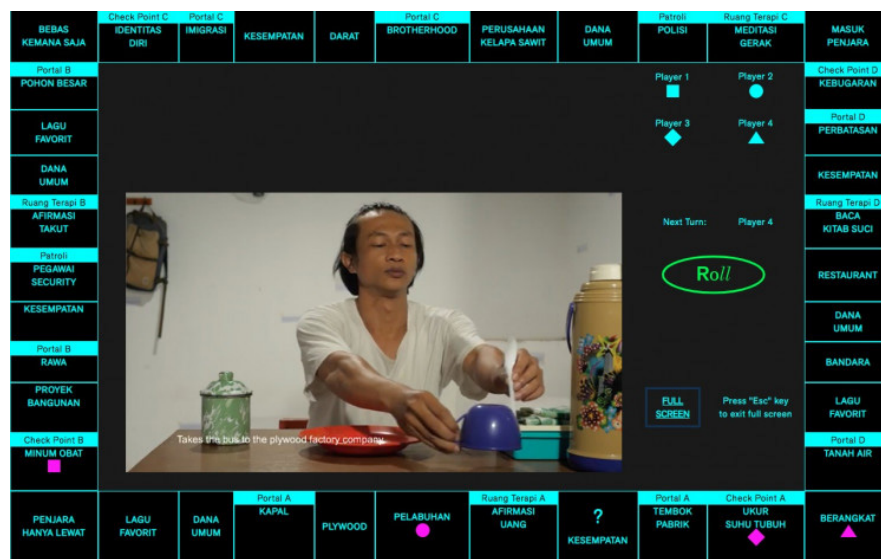 BEBAS
KEMANA SAJA
Check Point C
IDENTITAS
DIRI
Portal C
IMIGRASI
KESEMPATAN
DARAT
Portal C
BROTHERHOOD
PERUSAHAAN
KELAPA SAWIT
DANA
UMUM
Patroli
POLISI
Ruang Terapi C
MEDITASI
GERAK
MASUK
PENJARA
Portal B
POHON BESAR
LAGU
FAVORIT
DANA
UMUM
Ruang Terapi B
AFIRMASI
TAKUT
Patroli
PEGAWAI
SECURITY
KESEMPATAN
Portal B
RAWA
PROYEK
BANGUNAN
Check Point B
MINUM OBAT
Player 1
Player 2
Player 3
Player 4
Next Turn:
Player 4
Roll
FULL
SCREEN
Press "Esc" key
to exit full screen
Takes the bus to the plywood factory company.
Check Point D
KEBUGARAN
Portal D
PERBATASAN
KESEMPATAN
Ruang Terapi D
BACA
KITAB SUCI
RESTAURANT
DANA
UMUM
BANDARA
LAGU
FAVORIT
Portal D
TANAH AIR
PENJARA
HANYA LEWAT
LAGU
FAVORIT
DANA
UMUM
Portal A
KAPAL
PLYWOOD
PELABUHAN
Ruang Terapi A
AFIRMASI
UANG
?
KESEMPATAN
Portal A
TEMBOK
PABRIK
Check Point A
UKUR
SUHU TUBUH
BERANGKAT